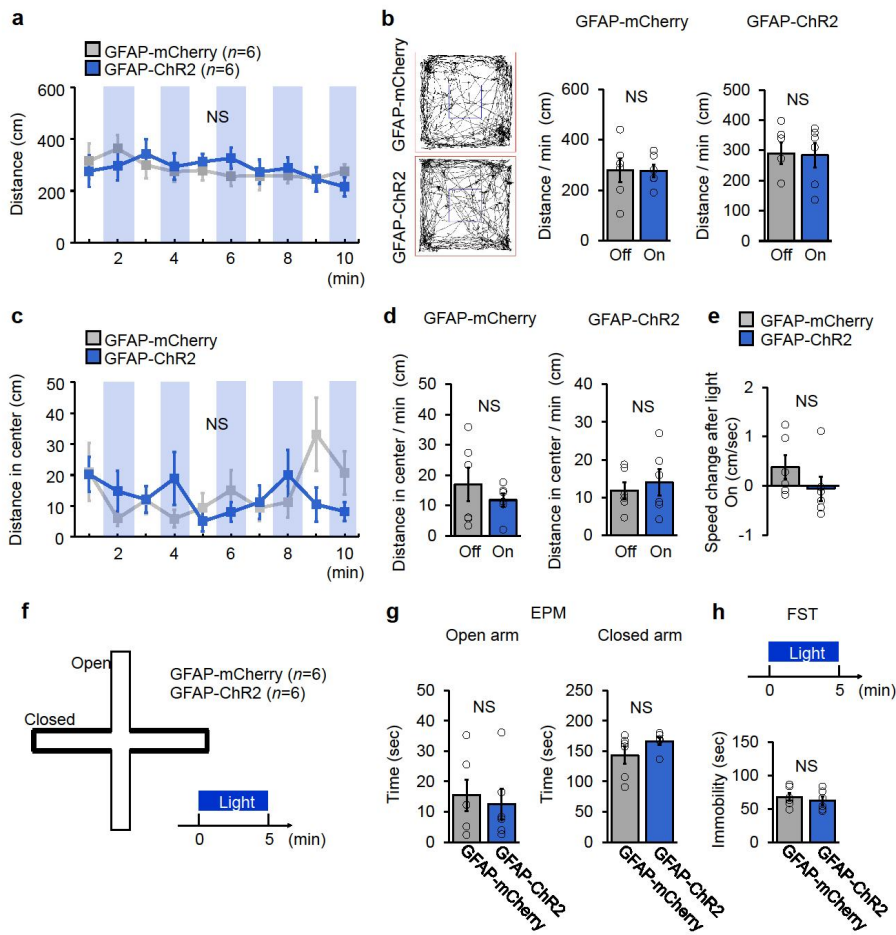 a
GFAP-mCherry (n=6)
GFAP-ChR2 (n=6)
Distance (cm)
600
400
200
0
NS
2 4 6 8 10
(min)
b
GFAP-mCherry
GFAP-ChR2
GFAP-mCherry
Distance / min (cm)
600
400
200
0
NS
Off On
GFAP-ChR2
Distance / min (cm)
500
400
300
200
100
0
NS
Off On
c
GFAP-mCherry
GFAP-ChR2
Distance in center (cm)
50
40
30
20
10
0
NS
2 4 6 8 10
(min)
d
GFAP-mCherry
Distance in center / min (cm)
50
40
30
20
10
0
NS
Off On
GFAP-ChR2
Distance in center / min (cm)
40
30
20
10
0
NS
Off On
e
GFAP-mCherry
GFAP-ChR2
Speed change after light
On (cm/sec)
2
1
0
-1
NS
f
Open
Closed
GFAP-mCherry (n=6)
GFAP-ChR2 (n=6)
Light
0 5 (min)
g
EPM
Open arm
Time (sec)
50
40
30
20
10
0
NS
GFAP-mCherry
GFAP-ChR2
Closed arm
Time (sec)
250
200
150
100
50
0
NS
GFAP-mCherry
GFAP-ChR2
h
FST
Light
0 5 (min)
Immobility (sec)
150
100
50
0
NS
GFAP-mCherry
GFAP-ChR2